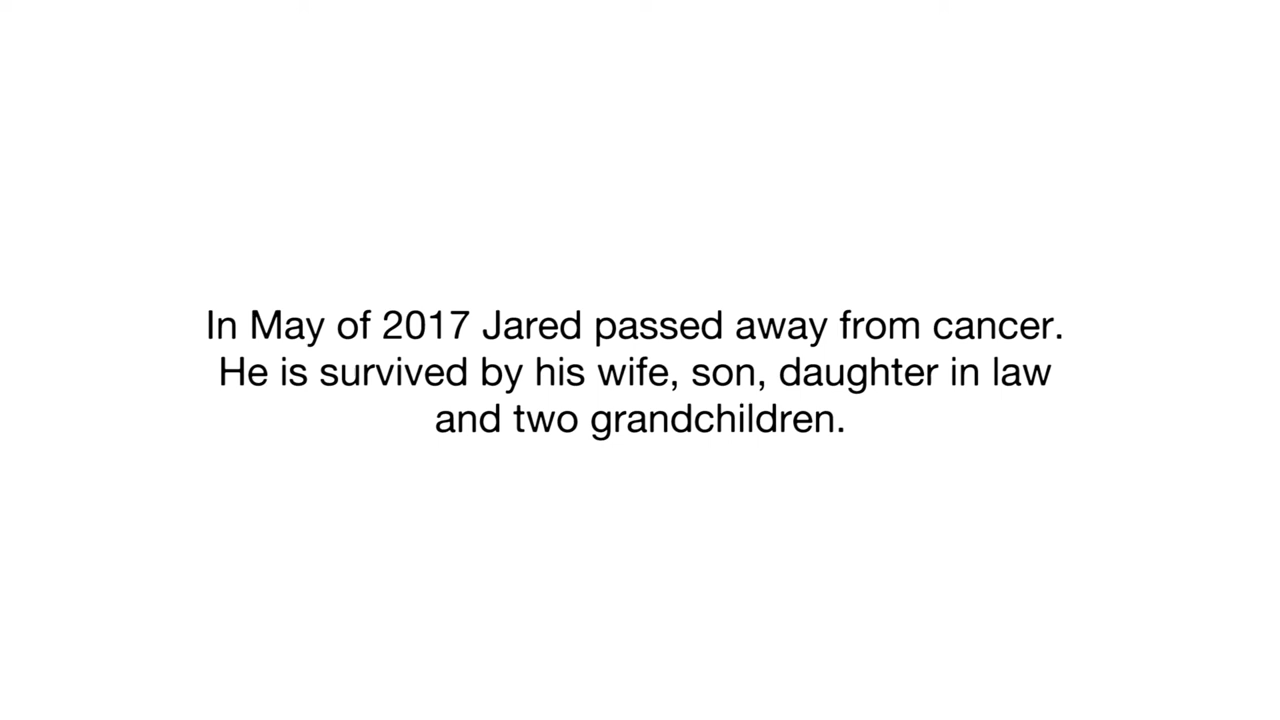 In May of 2017 Jared passed away from cancer.
He is survived by his wife, son, daughter in law
and two grandchildren.